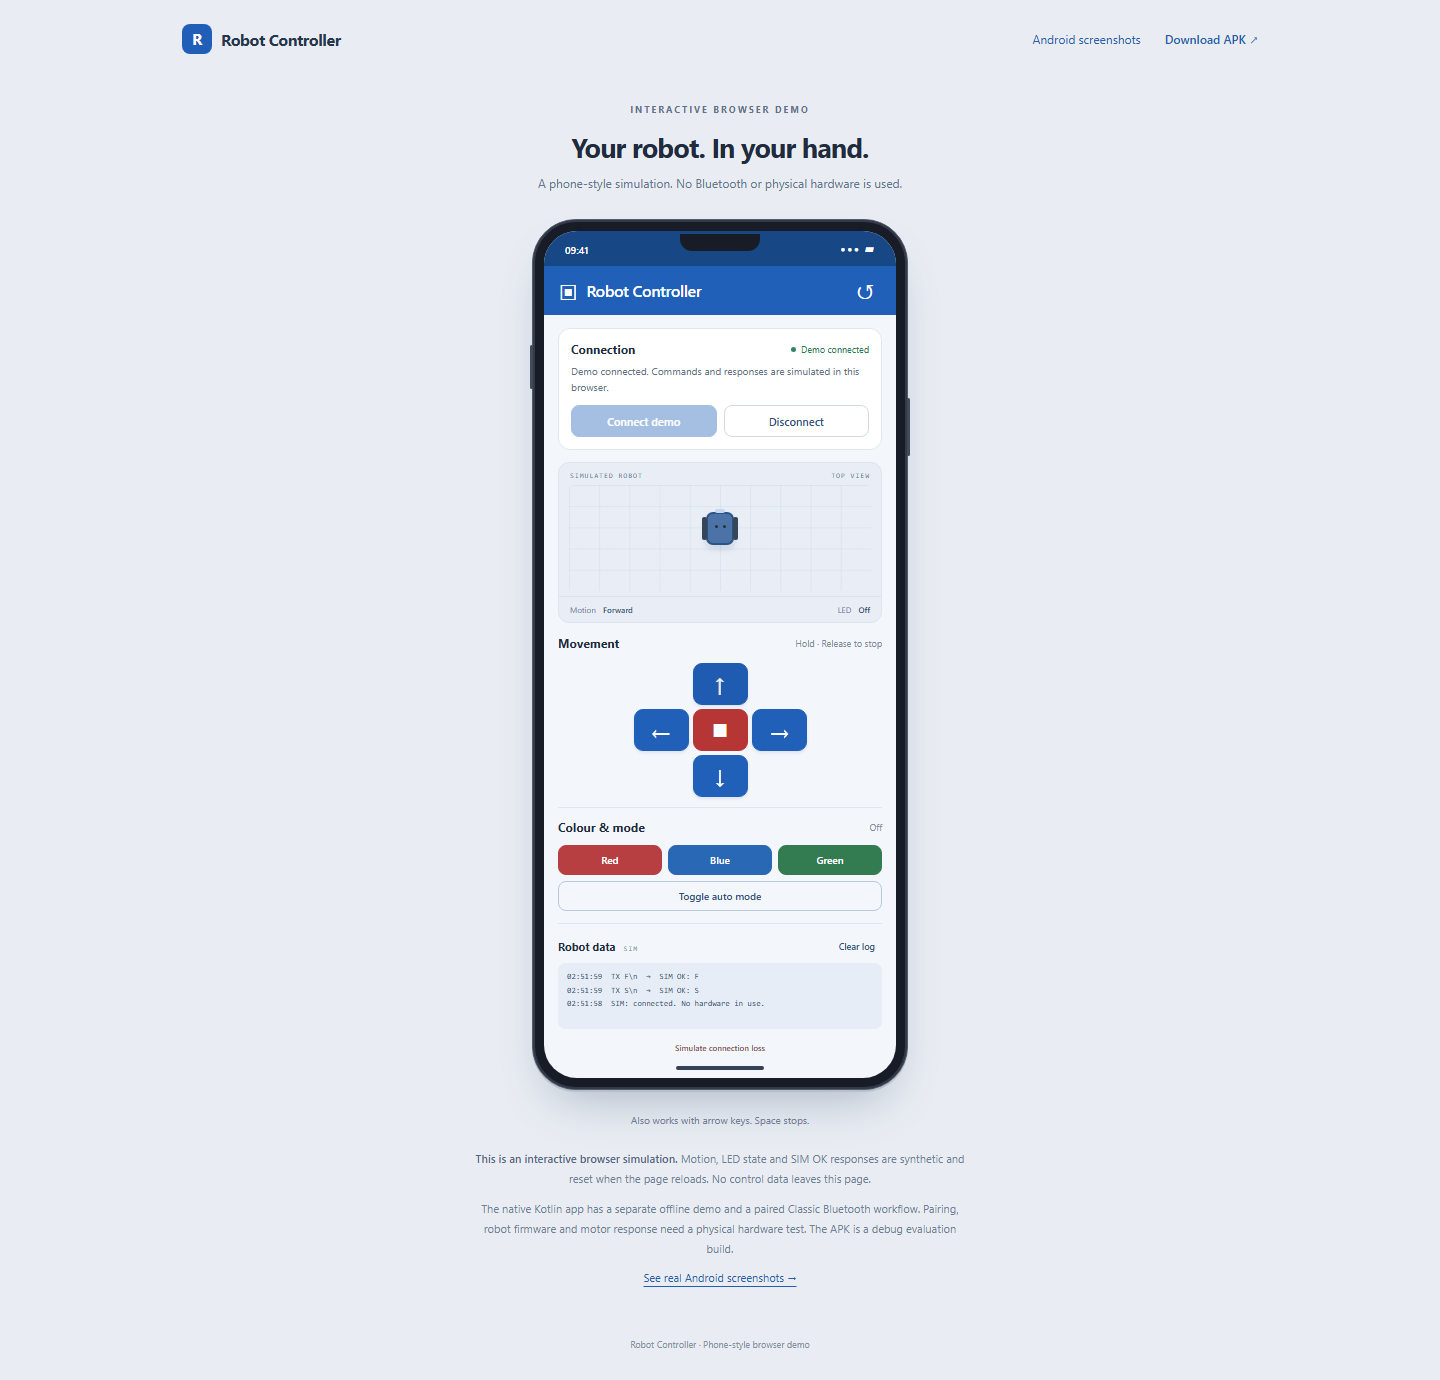 R Robot Controller
Android screenshots Download APK ↗
INTERACTIVE BROWSER DEMO
Your robot. In your hand.
A phone-style simulation. No Bluetooth or physical hardware is used.
09:41
Robot Controller
Connection
Demo connected
Demo connected. Commands and responses are simulated in this
browser.
Connect demo
Disconnect
SIMULATED ROBOT
TOP VIEW
Motion Forward
LED Off
Movement
Hold · Release to stop
↑
← ■ →
↓
Colour & mode
Off
Red
Blue
Green
Toggle auto mode
Robot data SIM
Clear log
02:51:59 TX F\n → SIM OK: F
02:51:59 TX S\n → SIM OK: S
02:51:58 SIM: connected. No hardware in use.
Simulate connection loss
Also works with arrow keys. Space stops.
This is an interactive browser simulation. Motion, LED state and SIM OK responses are synthetic and
reset when the page reloads. No control data leaves this page.
The native Kotlin app has a separate offline demo and a paired Classic Bluetooth workflow. Pairing,
robot firmware and motor response need a physical hardware test. The APK is a debug evaluation
build.
See real Android screenshots →
Robot Controller · Phone-style browser demo